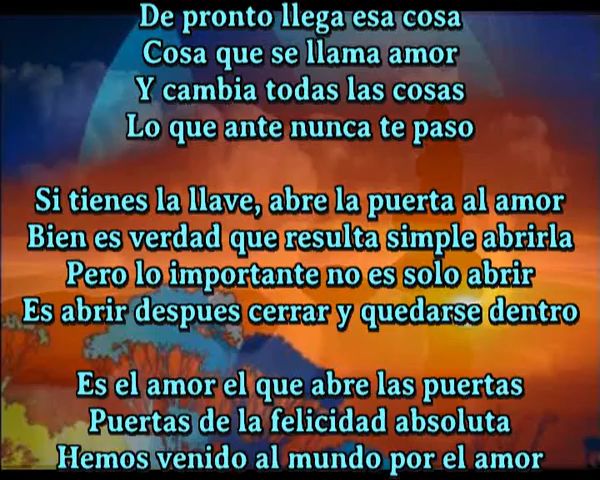 De pronto llega esa cosa
Cosa que se llama amor
Y cambia todas las cosas
Lo que ante nunca te paso
Si tienes la llave, abre la puerta al amor
Bien es verdad que resulta simple abrirla
Pero lo importante no es solo abrir
Es abrir despues cerrar y quedarse dentro
Es el amor el que abre las puertas
Puertas de la felicidad absoluta
Hemos venido al mundo por el amor